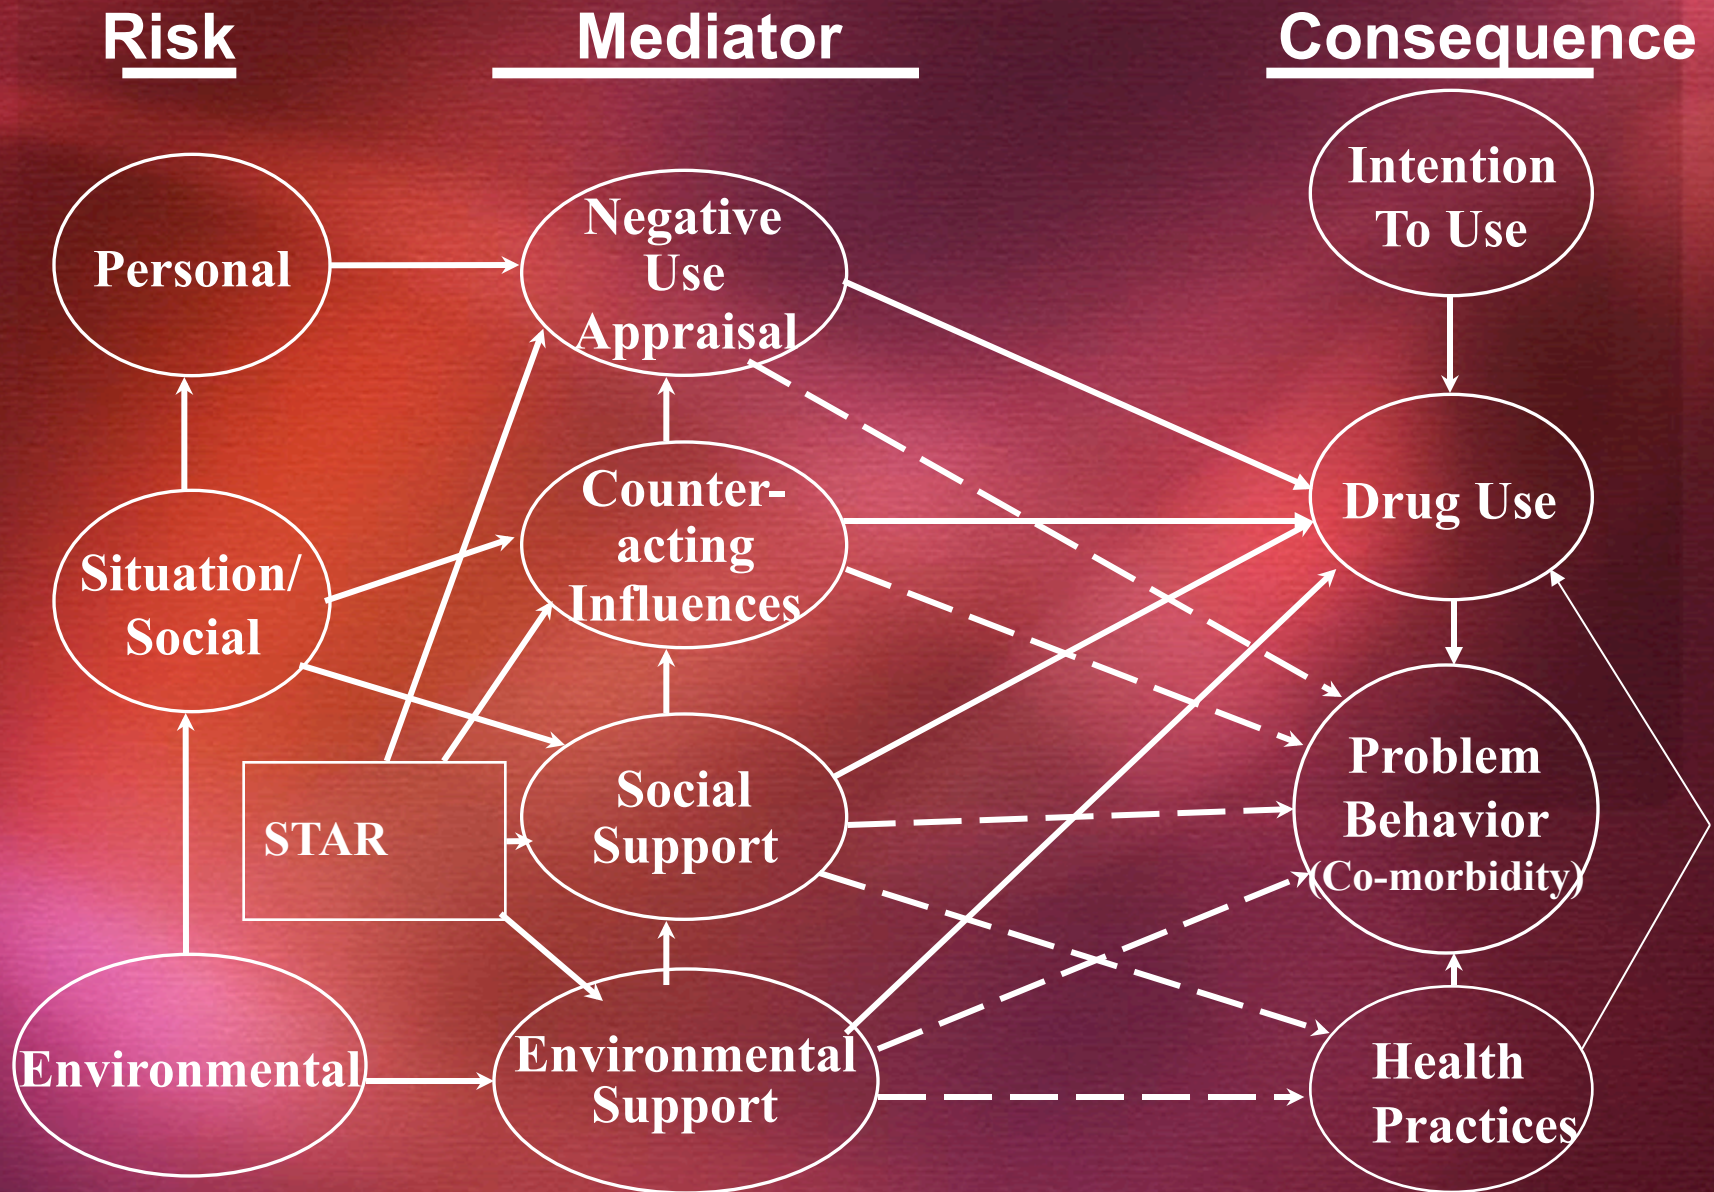 Risk
Mediator
Consequence
Personal
Situation/
Social
Environmental
STAR
Negative
Use
Appraisal
Counter-
acting
Influences
Social
Support
Environmental
Support
Intention
To Use
Drug Use
Problem
Behavior
(Co-morbidity)
Health
Practices